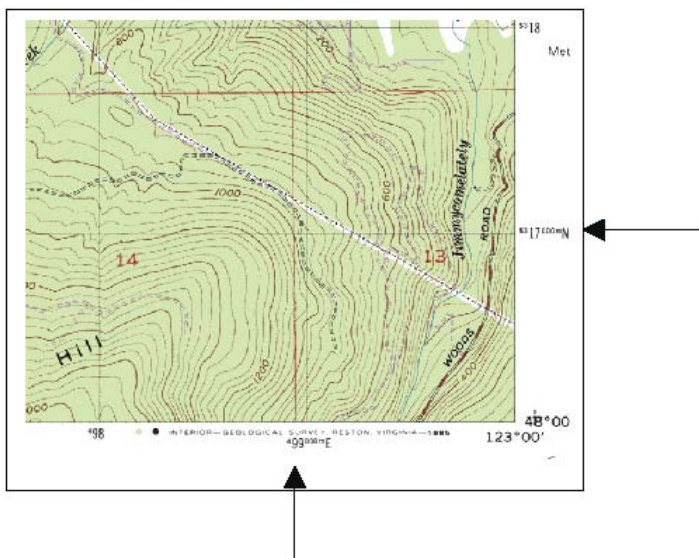 5318
Met
600
200
Jimmycomelately
ROAD
600
1000
5317000mN
14
13
Hill
WOODS
1200
400
48°00'
498
INTERIOR—GEOLOGICAL SURVEY, RESTON, VIRGINIA—1985
499000mE
123°00'